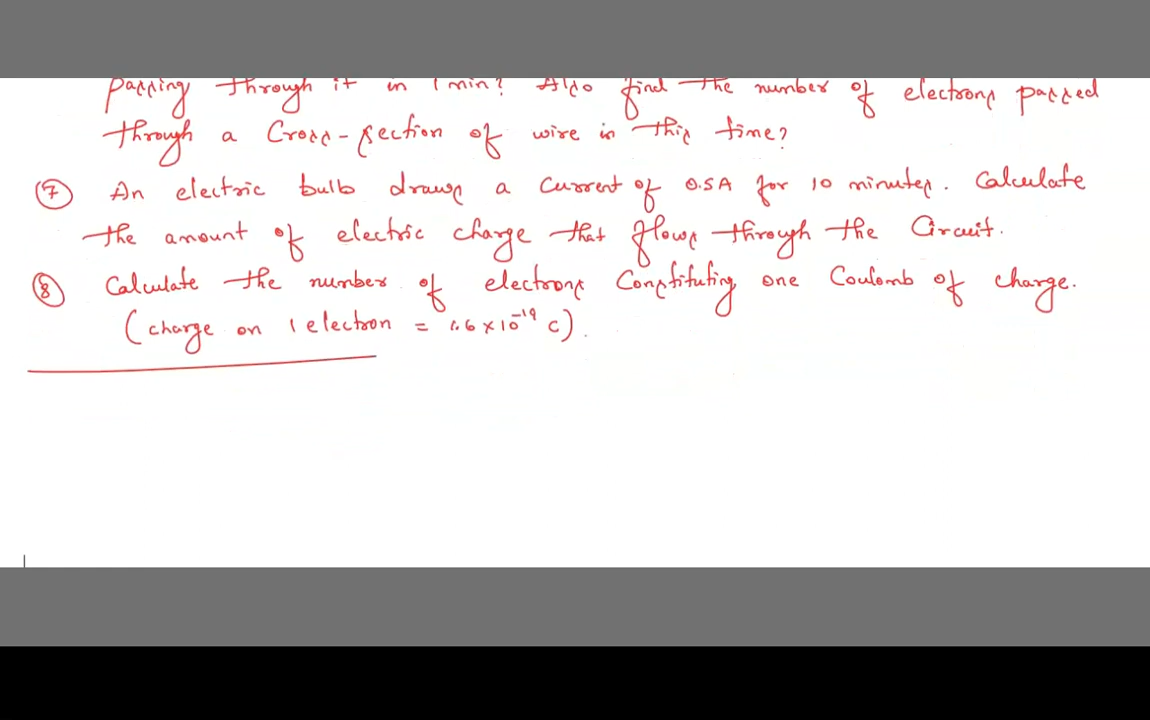 passing through it in 1 min? Also find the number of electrons passed
through a Cross-section of wire in this time?
(7) An electric bulb draws a current of 0.5A for 10 minutes. Calculate
the amount of electric charge that flows through the Circuit.
(8) Calculate the number of electrons Constituting one Coulomb of charge.
(charge on 1 electron = 1.6×10⁻¹⁹ C).